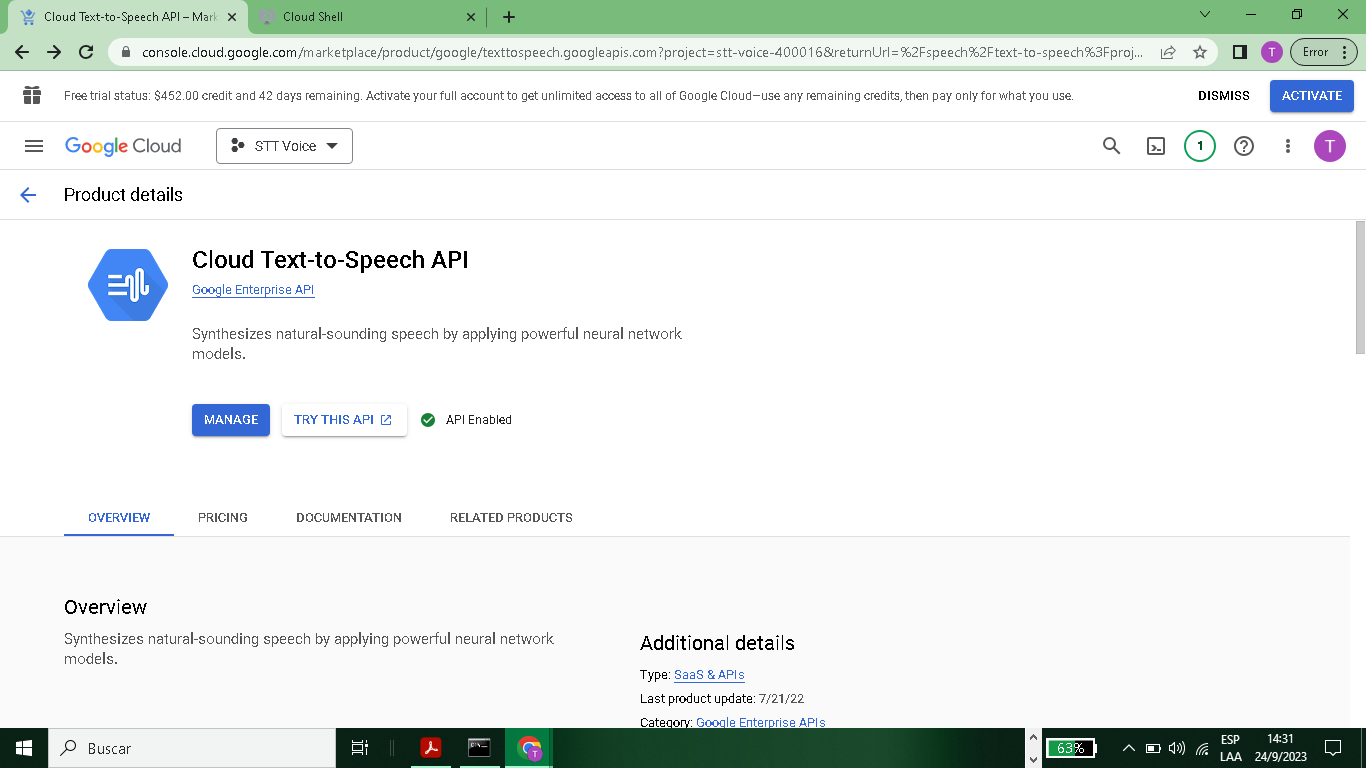 Cloud Text-to-Speech API – Mark
Cloud Shell
console.cloud.google.com/marketplace/product/google/texttospeech.googleapis.com?project=stt-voice-400016&returnUrl=%2Fspeech%2Ftext-to-speech%3Fproj...
T
Error
Free trial status: $452.00 credit and 42 days remaining. Activate your full account to get unlimited access to all of Google Cloud—use any remaining credits, then pay only for what you use.
DISMISS
ACTIVATE
Google Cloud
STT Voice
1
T
Product details
Cloud Text-to-Speech API
Google Enterprise API
Synthesizes natural-sounding speech by applying powerful neural network
models.
MANAGE
TRY THIS API
API Enabled
OVERVIEW
PRICING
DOCUMENTATION
RELATED PRODUCTS
Overview
Synthesizes natural-sounding speech by applying powerful neural network
models.
Additional details
Type: SaaS & APIs
Last product update: 7/21/22
Category: Google Enterprise APIs
Buscar
T
63%
ESP
LAA
14:31
24/9/2023